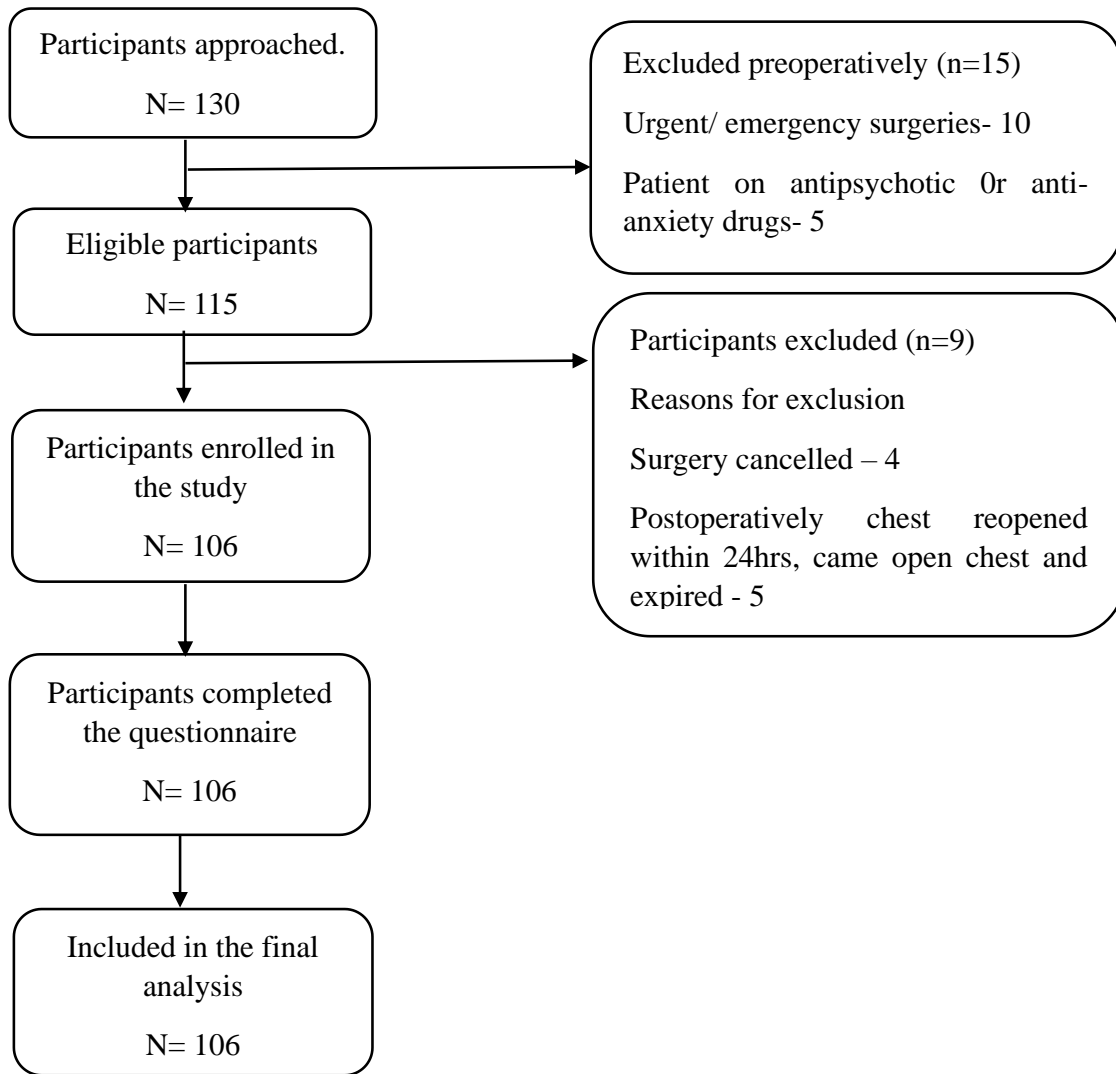 Participants approached.
N= 130
Excluded preoperatively (n=15)
Urgent/ emergency surgeries- 10
Patient on antipsychotic 0r anti-
anxiety drugs- 5
Eligible participants
N= 115
Participants excluded (n=9)
Reasons for exclusion
Surgery cancelled – 4
Postoperatively chest reopened
within 24hrs, came open chest and
expired - 5
Participants enrolled in
the study
N= 106
Participants completed
the questionnaire
N= 106
Included in the final
analysis
N= 106